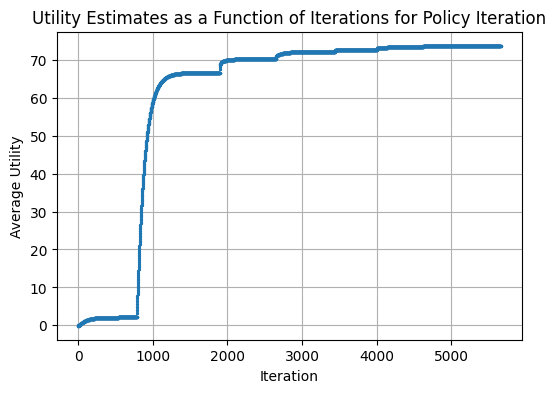 Utility Estimates as a Function of Iterations for Policy Iteration
70
60
50
40
30
20
10
0
Average Utility
0 1000 2000 3000 4000 5000
Iteration